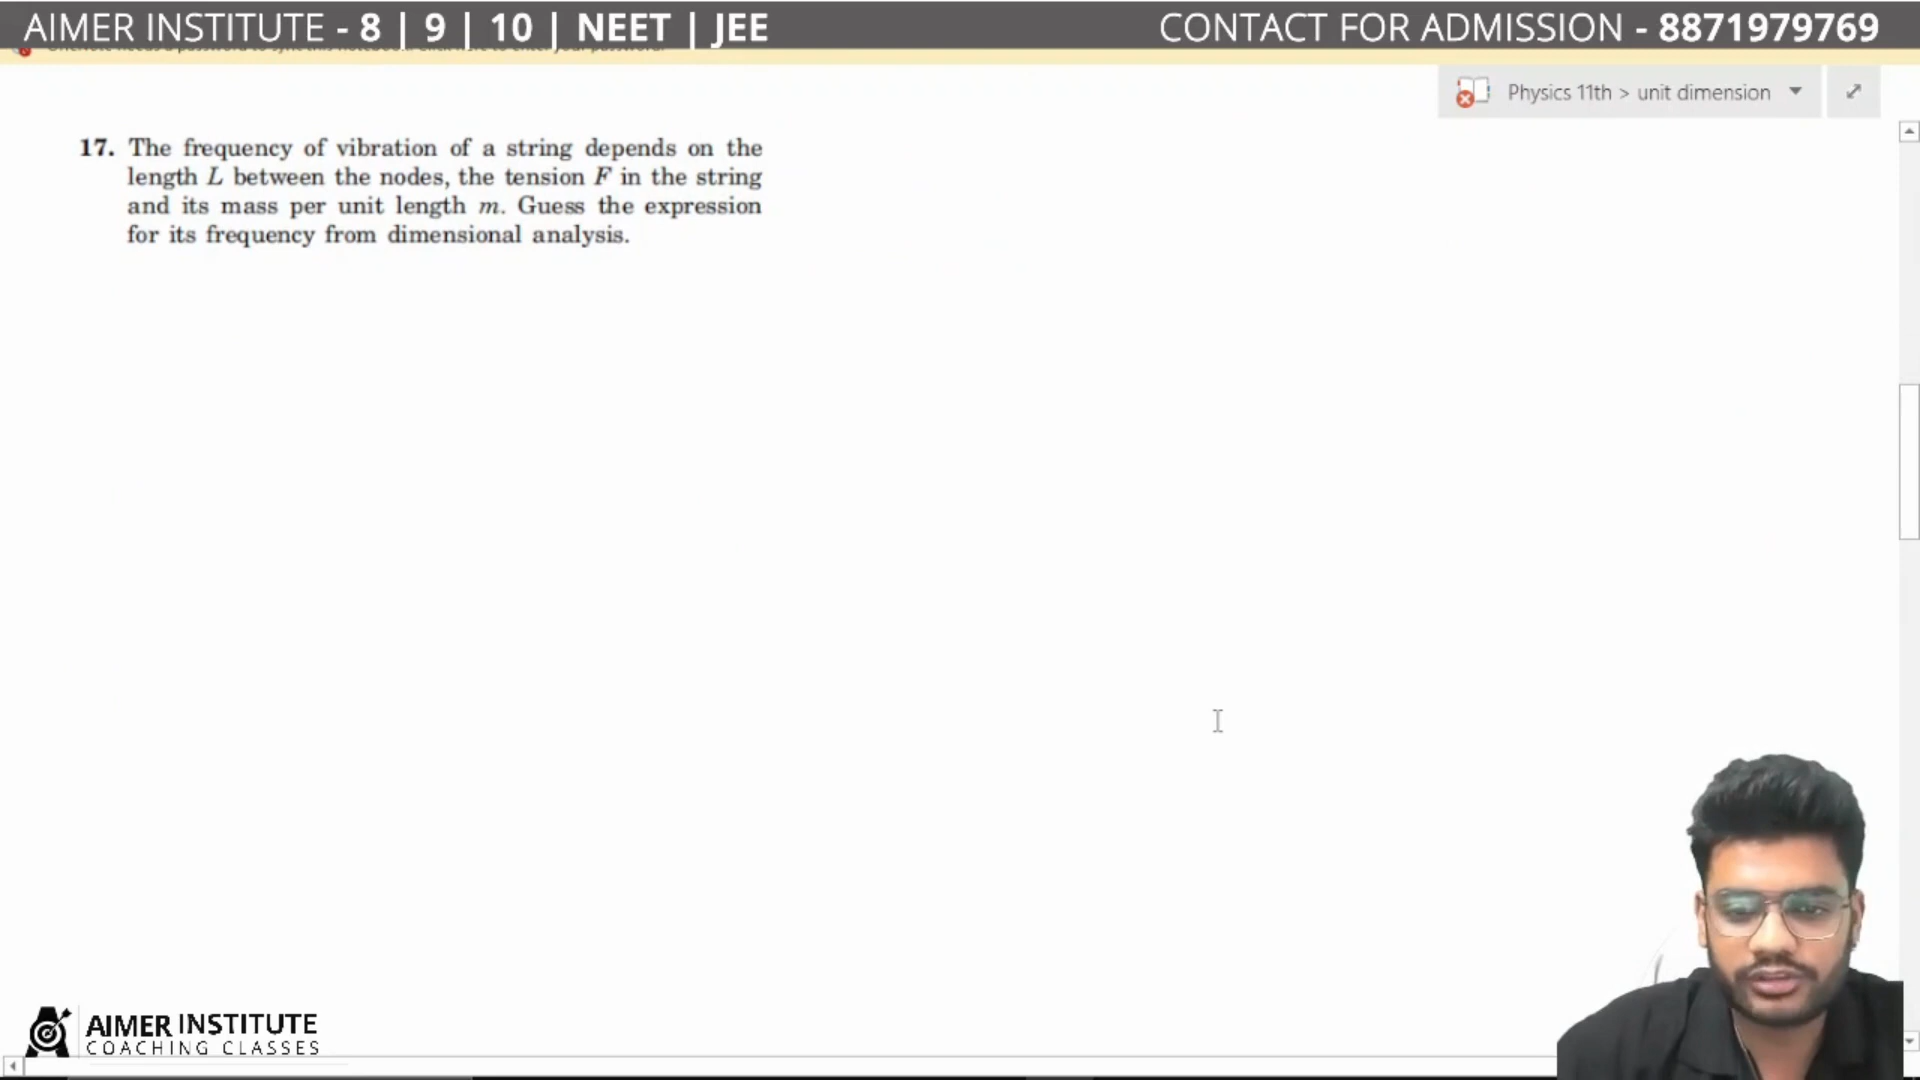 AIMER INSTITUTE - 8 | 9 | 10 | NEET | JEE
CONTACT FOR ADMISSION - 8871979769
Physics 11th > unit dimension
17. The frequency of vibration of a string depends on the
length L between the nodes, the tension F in the string
and its mass per unit length m. Guess the expression
for its frequency from dimensional analysis.
AIMER INSTITUTE
COACHING CLASSES